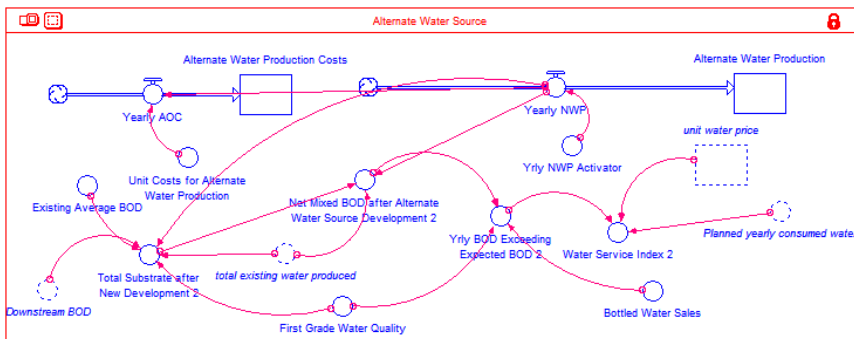 Alternate Water Source
Alternate Water Production Costs
Alternate Water Production
Yearly AOC
Yearly NWP
unit water price
Yrly NWP Activator
Unit Costs for Alternate
Water Production
Existing Average BOD
Net Mixed BOD after Alternate
Water Source Development 2
Yrly BOD Exceeding
Expected BOD 2
Water Service Index 2
Planned yearly consumed water
Total Substrate after
New Development 2
total existing water produced
Downstream BOD
First Grade Water Quality
Bottled Water Sales